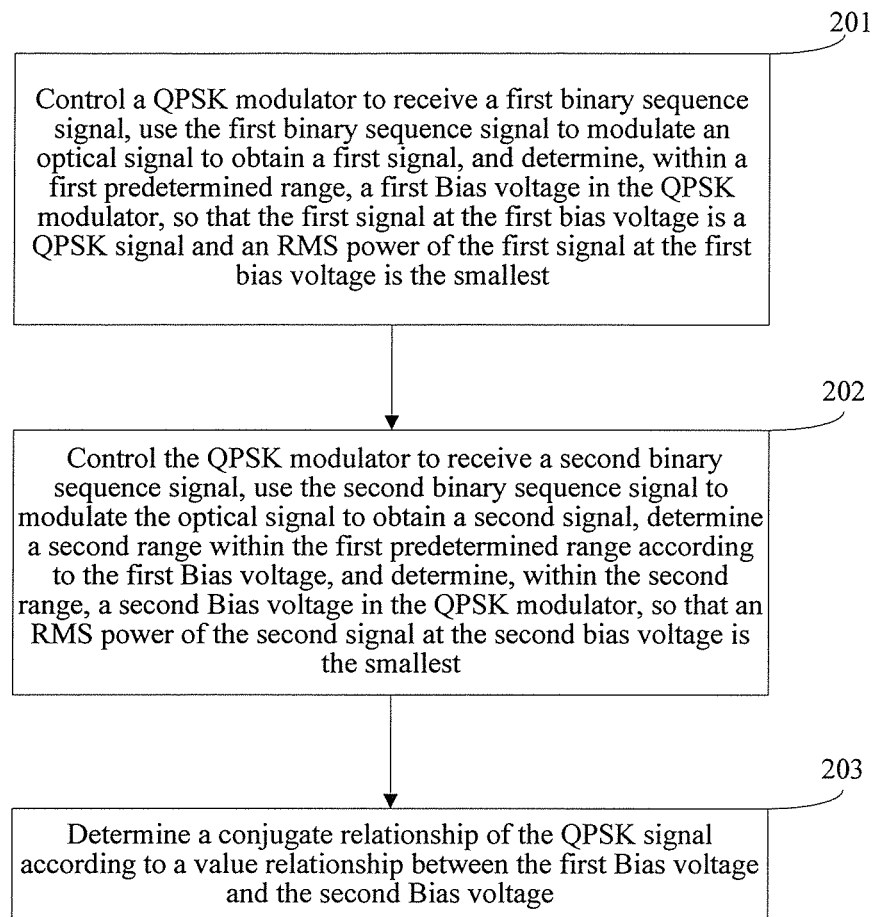 201
Control a QPSK modulator to receive a first binary
sequence signal, use the first binary sequence signal to modulate an
optical signal to obtain a first signal, and determine, within a
first predetermined range, a first Bias voltage in the QPSK
modulator, so that the first signal at the first bias voltage is a
QPSK signal and an RMS power of the first signal at the first
bias voltage is the smallest
202
Control the QPSK modulator to receive a second binary
sequence signal, use the second binary sequence signal to
modulate the optical signal to obtain a second signal, determine
a second range within the first predetermined range according
to the first Bias voltage, and determine, within the second
range, a second Bias voltage in the QPSK modulator, so that an
RMS power of the second signal at the second bias voltage is
the smallest
203
Determine a conjugate relationship of the QPSK signal
according to a value relationship between the first Bias voltage
and the second Bias voltage